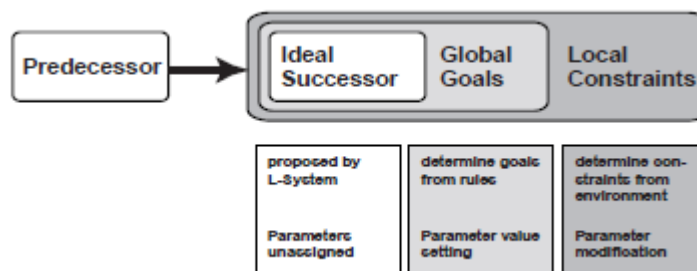 Predecessor
Ideal
Successor
Global
Goals
Local
Constraints
proposed by
L-System
Parameters
unassigned
determine goals
from rules
Parameter value
setting
determine con-
straints from
environment
Parameter
modification